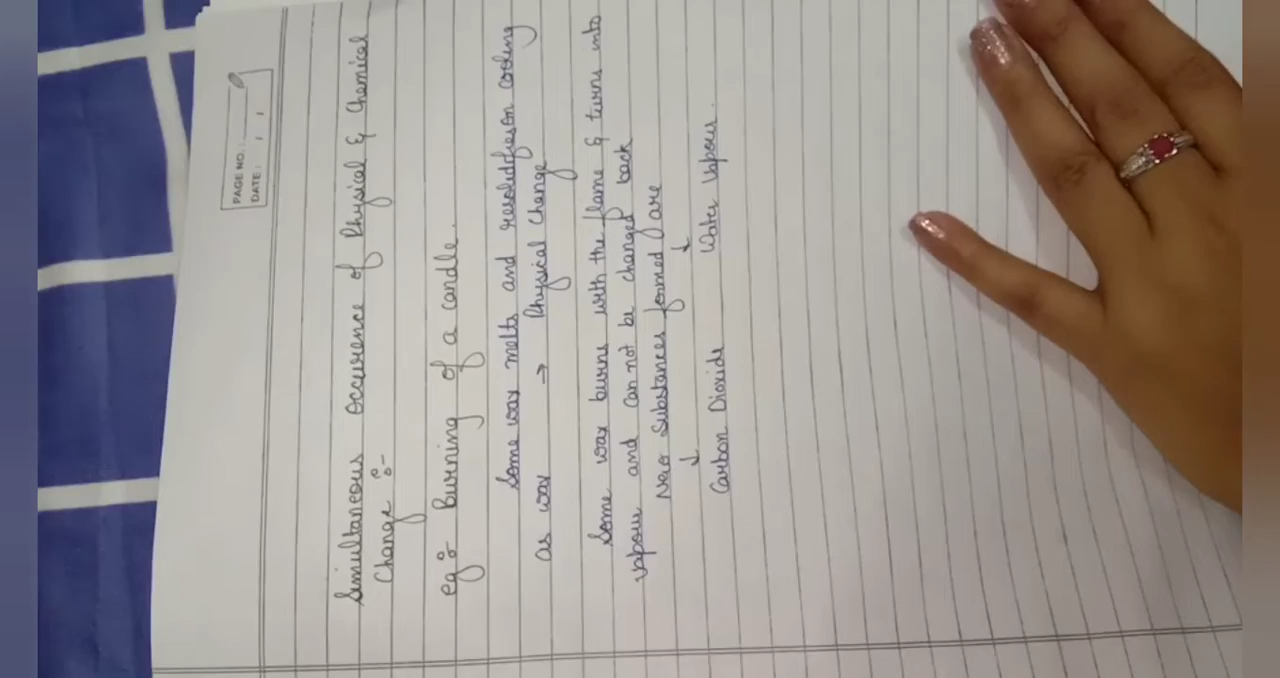 PAGE NO.:
DATE: / /
Simultaneous Occurence of Physical & Chemical
Change :-
eg :- Burning of a candle.
Some wax melts and resolidifies on cooling
as wax → Physical Change
Some wax burns with the flame & turns into
vapour and can not be changed back
New Substances formed are
↓ ↓
Carbon Dioxide Water Vapour.